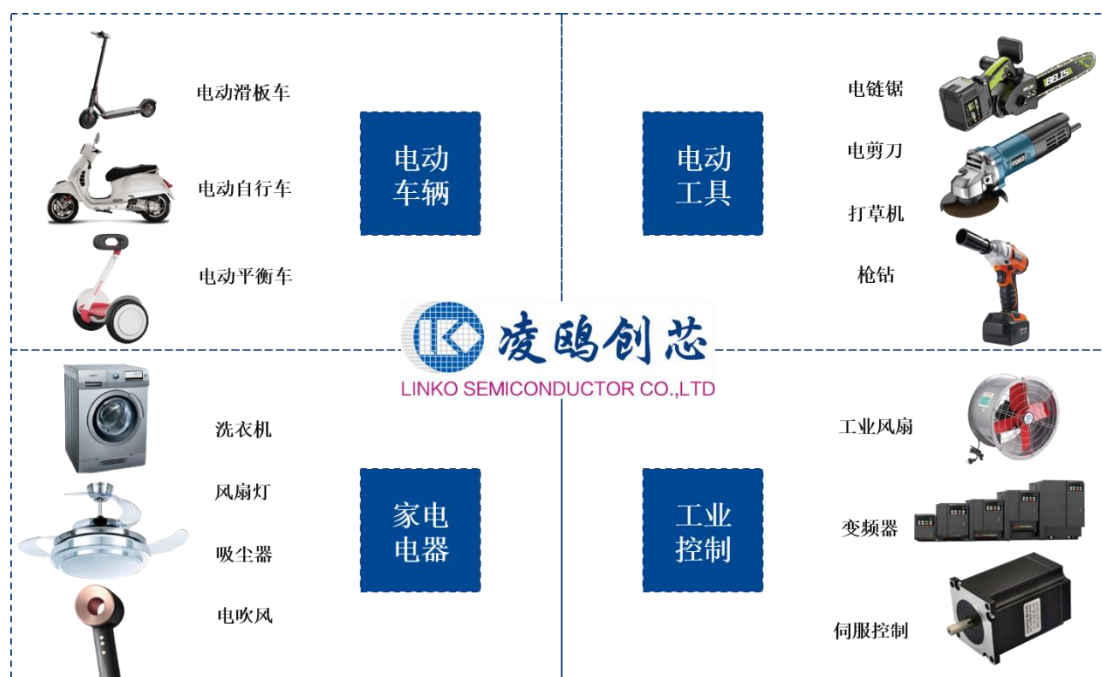 电动滑板车
电动自行车
电动平衡车
电动
车辆
电动
工具
电链锯
电剪刀
打草机
枪钻
BELIS
凌鸥创芯
LINKO SEMICONDUCTOR CO.,LTD
洗衣机
风扇灯
吸尘器
电吹风
家电
电器
工业
控制
工业风扇
变频器
伺服控制